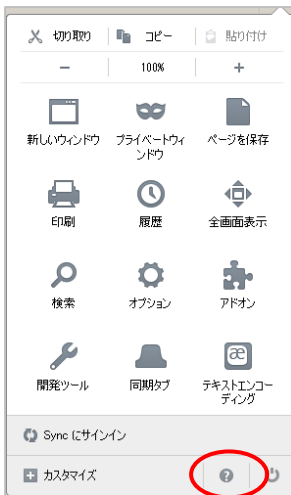 切り取り コピー 貼り付け
− 100% +
新しいウィンドウ プライベートウィ ページを保存
ンドウ
印刷 履歴 全画面表示
検索 オプション アドオン
開発ツール 同期タブ テキストエンコー
ディング
Sync にサインイン
カスタマイズ